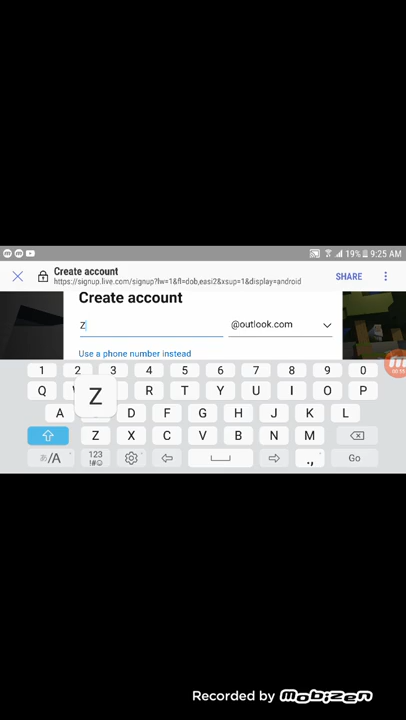 19% 9:25 AM
Create account
https://signup.live.com/signup?lw=1&fl=dob,easi2&xsup=1&display=android
SHARE
Create account
Z
@outlook.com
Use a phone number instead
1 2 3 4 5 6 7 8 9 0
Q W R T Y U I O P
Z
A D F G H J K L
Z X C V B N M
あ/A 123 !#☺ ., Go
Recorded by Mobizen